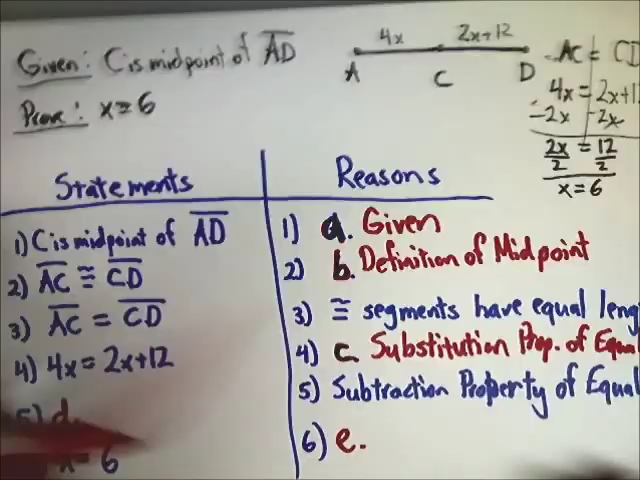 Given: C is midpoint of AD
Prove: x=6
4x 2x+12
A C D
AC = CD
4x = 2x+12
-2x -2x
2x/2 = 12/2
x=6
Statements Reasons
1) C is midpoint of AD 1) a. Given
2) AC ≅ CD 2) b. Definition of Midpoint
3) AC = CD 3) ≅ segments have equal leng
4) 4x = 2x+12 4) c. Substitution Prop. of Equal
5) d. 5) Subtraction Property of Equal
x = 6 6) e.